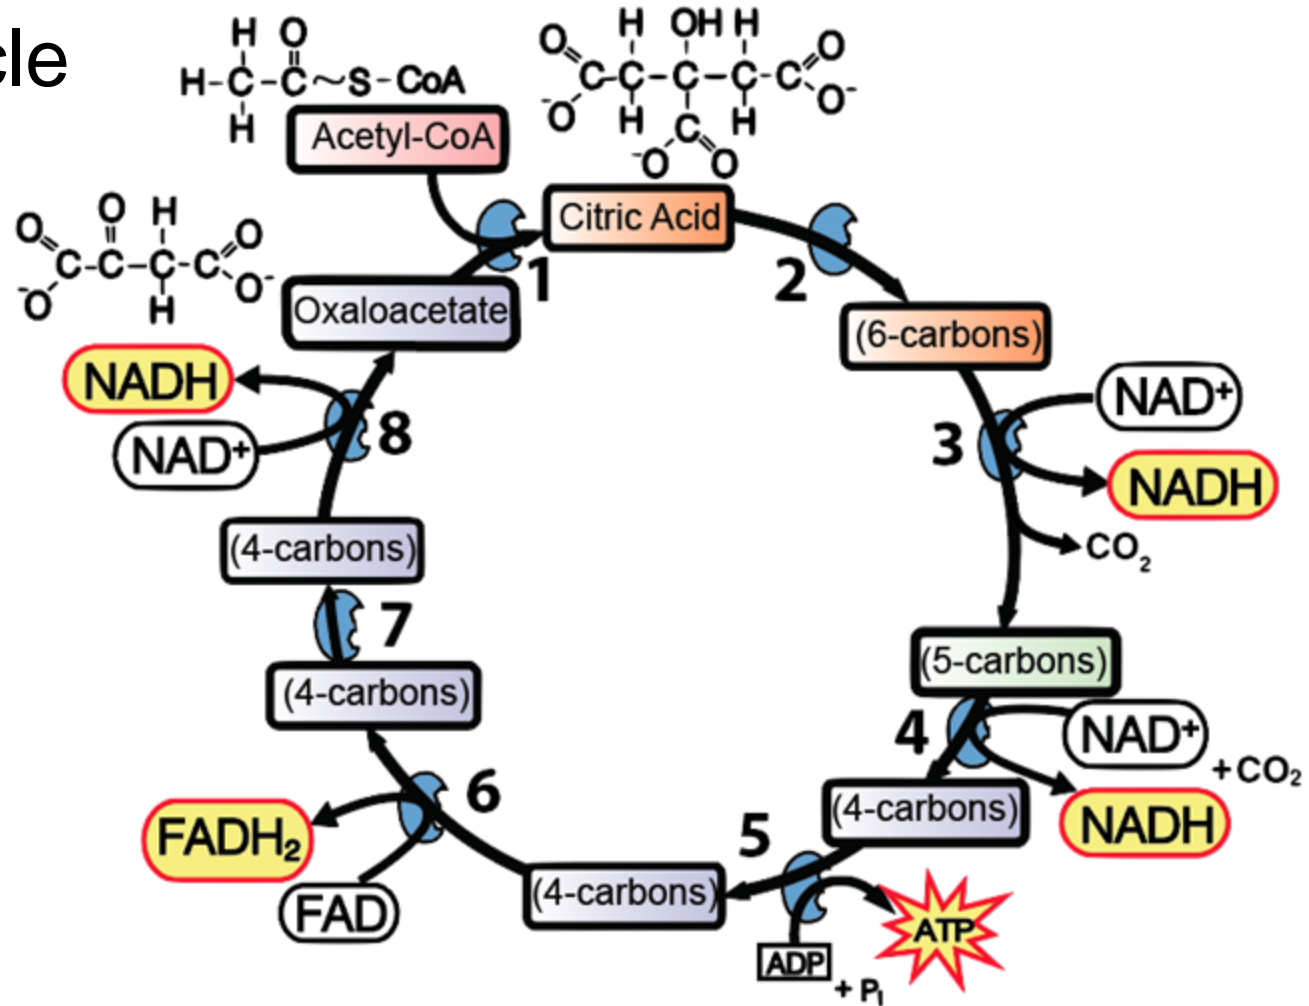 cle
H O
H-C-C~S-CoA
H
Acetyl-CoA
H OH H
O C-C-C-C-C O
-O H C H O-
-O O
Citric Acid
1
2
O O H O
C-C-C-C
-O H O-
Oxaloacetate
(6-carbons)
NADH
NAD+
8
3
NAD+
NADH
CO2
(4-carbons)
7
(5-carbons)
(4-carbons)
4
NAD+
+CO2
NADH
(4-carbons)
6
5
FADH2
FAD
(4-carbons)
ATP
ADP
+ Pi